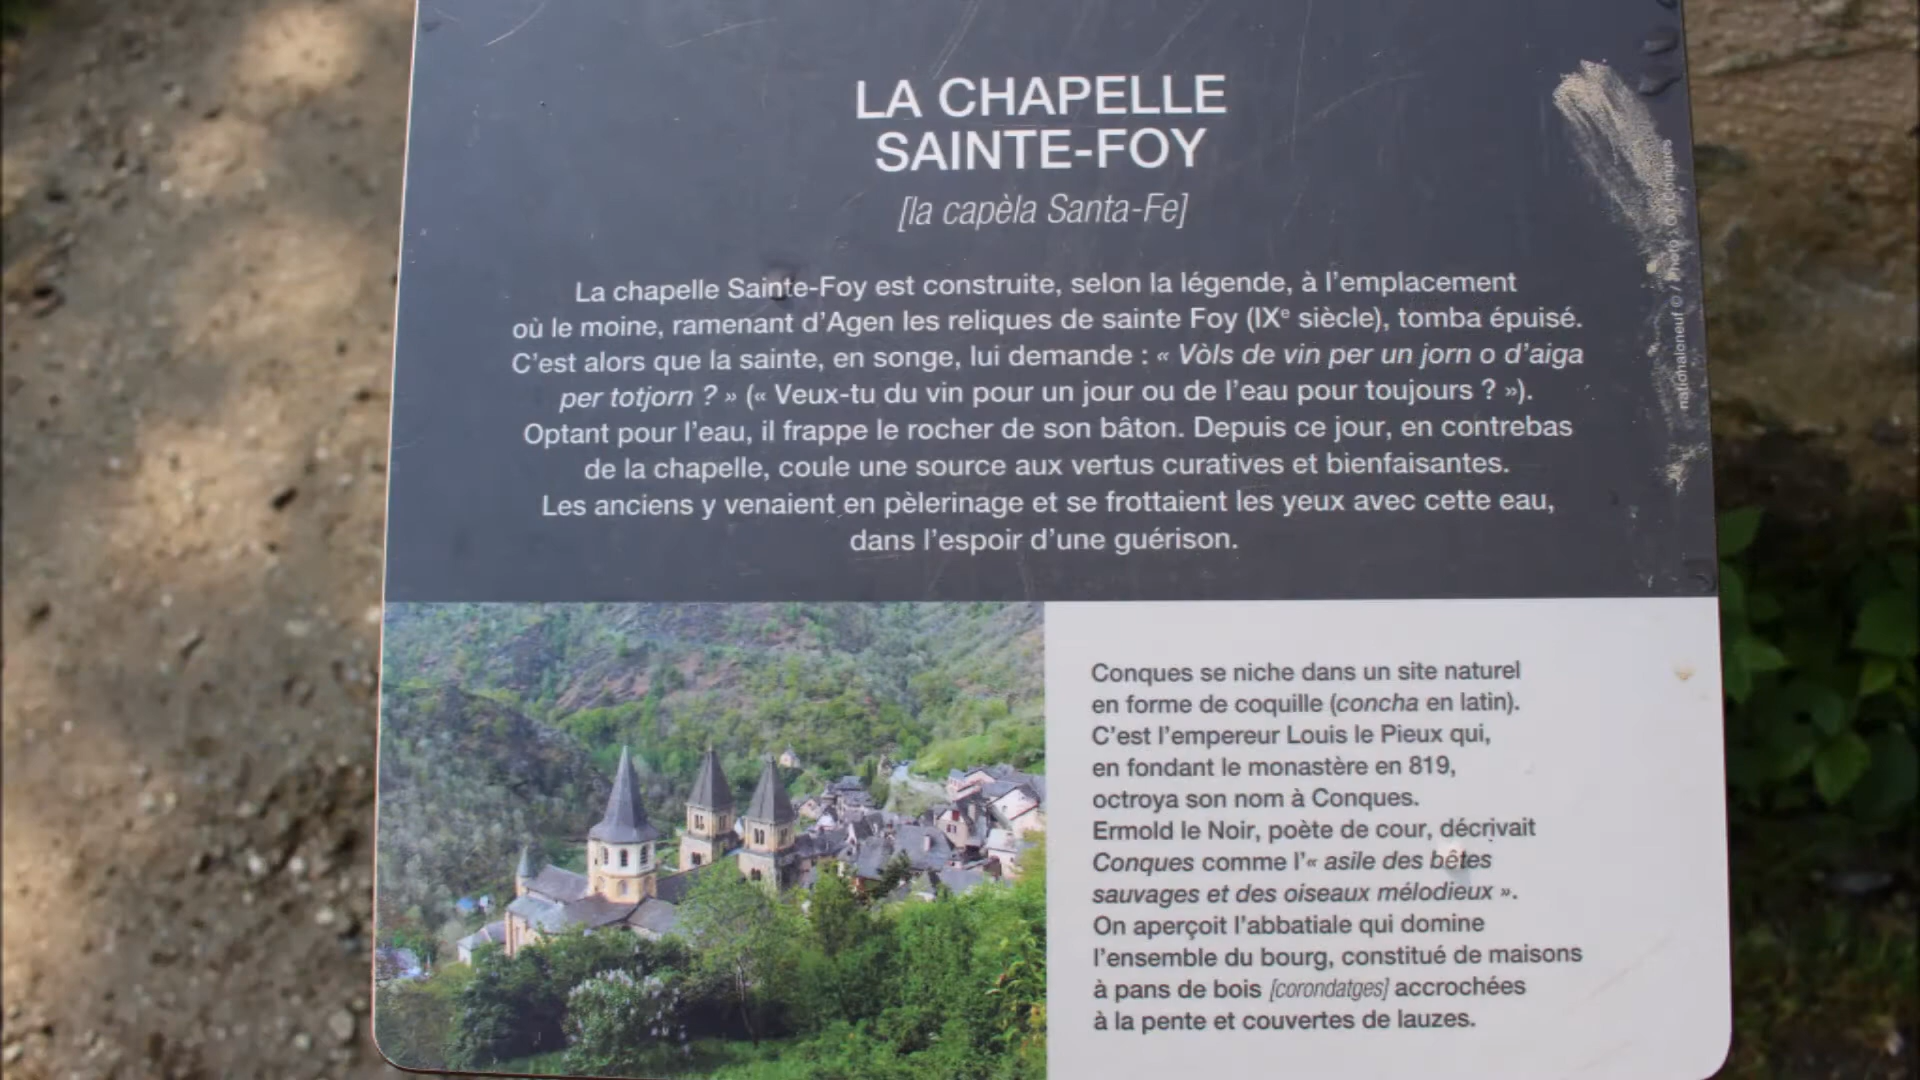 LA CHAPELLE
SAINTE-FOY
[la capèla Santa-Fe]
La chapelle Sainte-Foy est construite, selon la légende, à l'emplacement
où le moine, ramenant d'Agen les reliques de sainte Foy (IXe siècle), tomba épuisé.
C'est alors que la sainte, en songe, lui demande : « Vòls de vin per un jorn o d'aiga
per totjorn ? » (« Veux-tu du vin pour un jour ou de l'eau pour toujours ? »).
Optant pour l'eau, il frappe le rocher de son bâton. Depuis ce jour, en contrebas
de la chapelle, coule une source aux vertus curatives et bienfaisantes.
Les anciens y venaient en pèlerinage et se frottaient les yeux avec cette eau,
dans l'espoir d'une guérison.
nationaloneuf © / Photo : Conques
Conques se niche dans un site naturel
en forme de coquille (concha en latin).
C'est l'empereur Louis le Pieux qui,
en fondant le monastère en 819,
octroya son nom à Conques.
Ermold le Noir, poète de cour, décrivait
Conques comme l'« asile des bêtes
sauvages et des oiseaux mélodieux ».
On aperçoit l'abbatiale qui domine
l'ensemble du bourg, constitué de maisons
à pans de bois [corondatges] accrochées
à la pente et couvertes de lauzes.